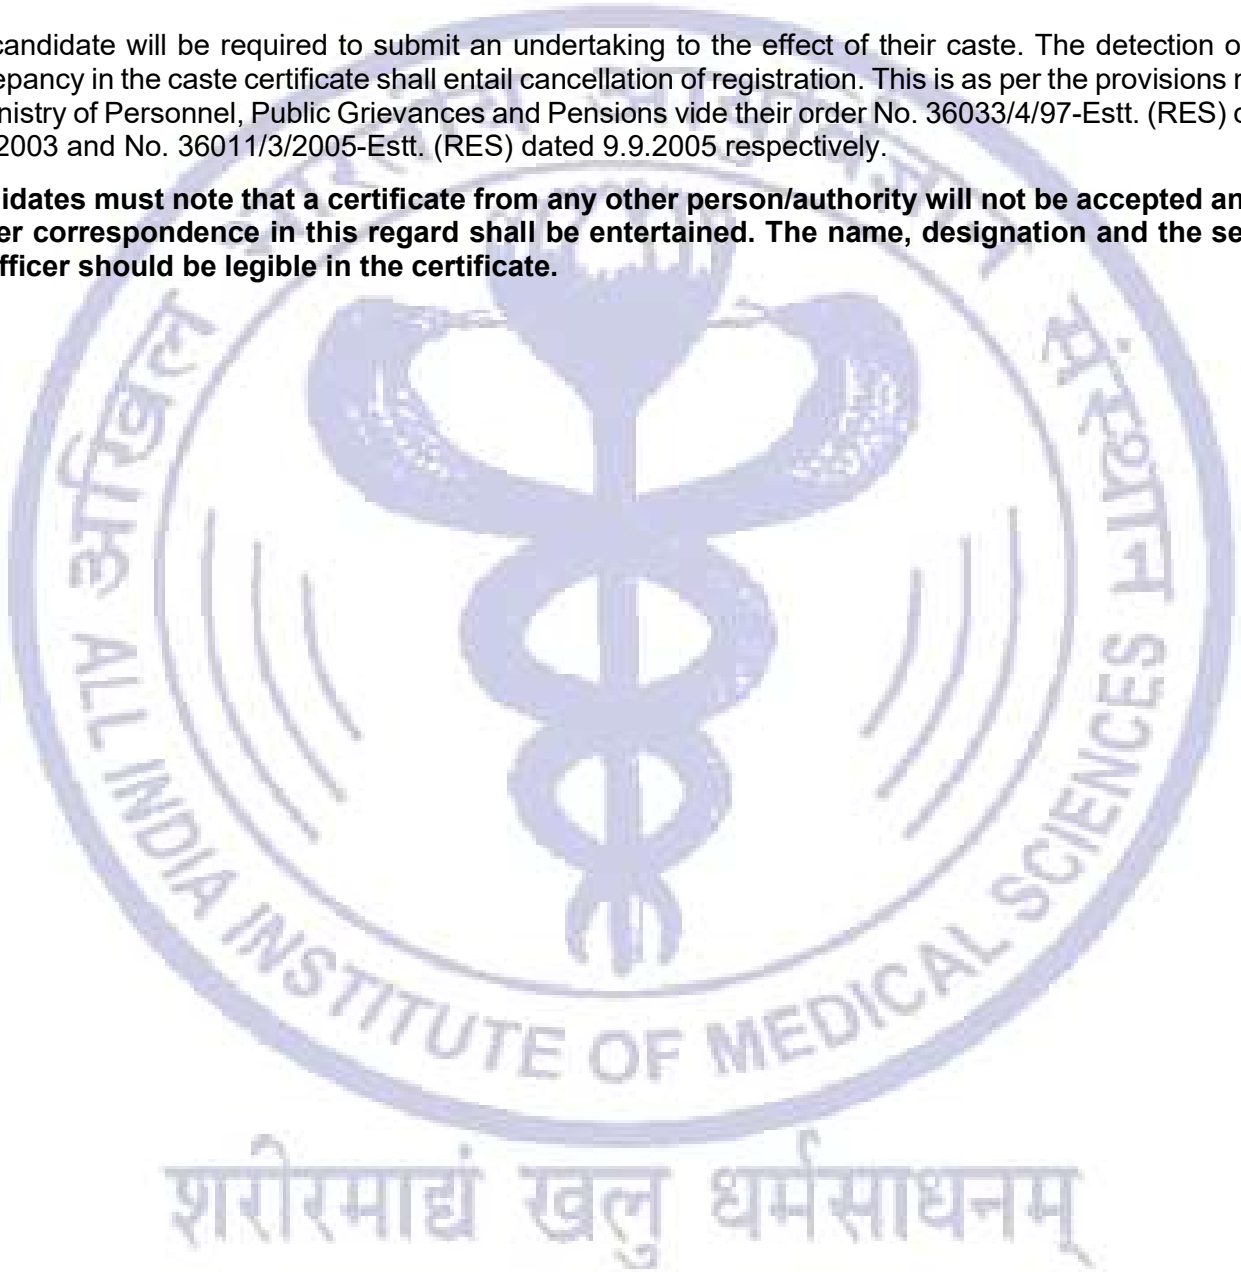 candidate will be required to submit an undertaking to the effect of their caste. The detection o
epancy in the caste certificate shall entail cancellation of registration. This is as per the provisions
nistry of Personnel, Public Grievances and Pensions vide their order No. 36033/4/97-Estt. (RES)
2003 and No. 36011/3/2005-Estt. (RES) dated 9.9.2005 respectively.
idates must note that a certificate from any other person/authority will not be accepted an
er correspondence in this regard shall be entertained. The name, designation and the se
fficer should be legible in the certificate.
अखिल भारतीय आयुर्विज्ञान संस्थान
ALL INDIA INSTITUTE OF MEDICAL SCIENCES
शरीरमाद्यं खलु धर्मसाधनम्